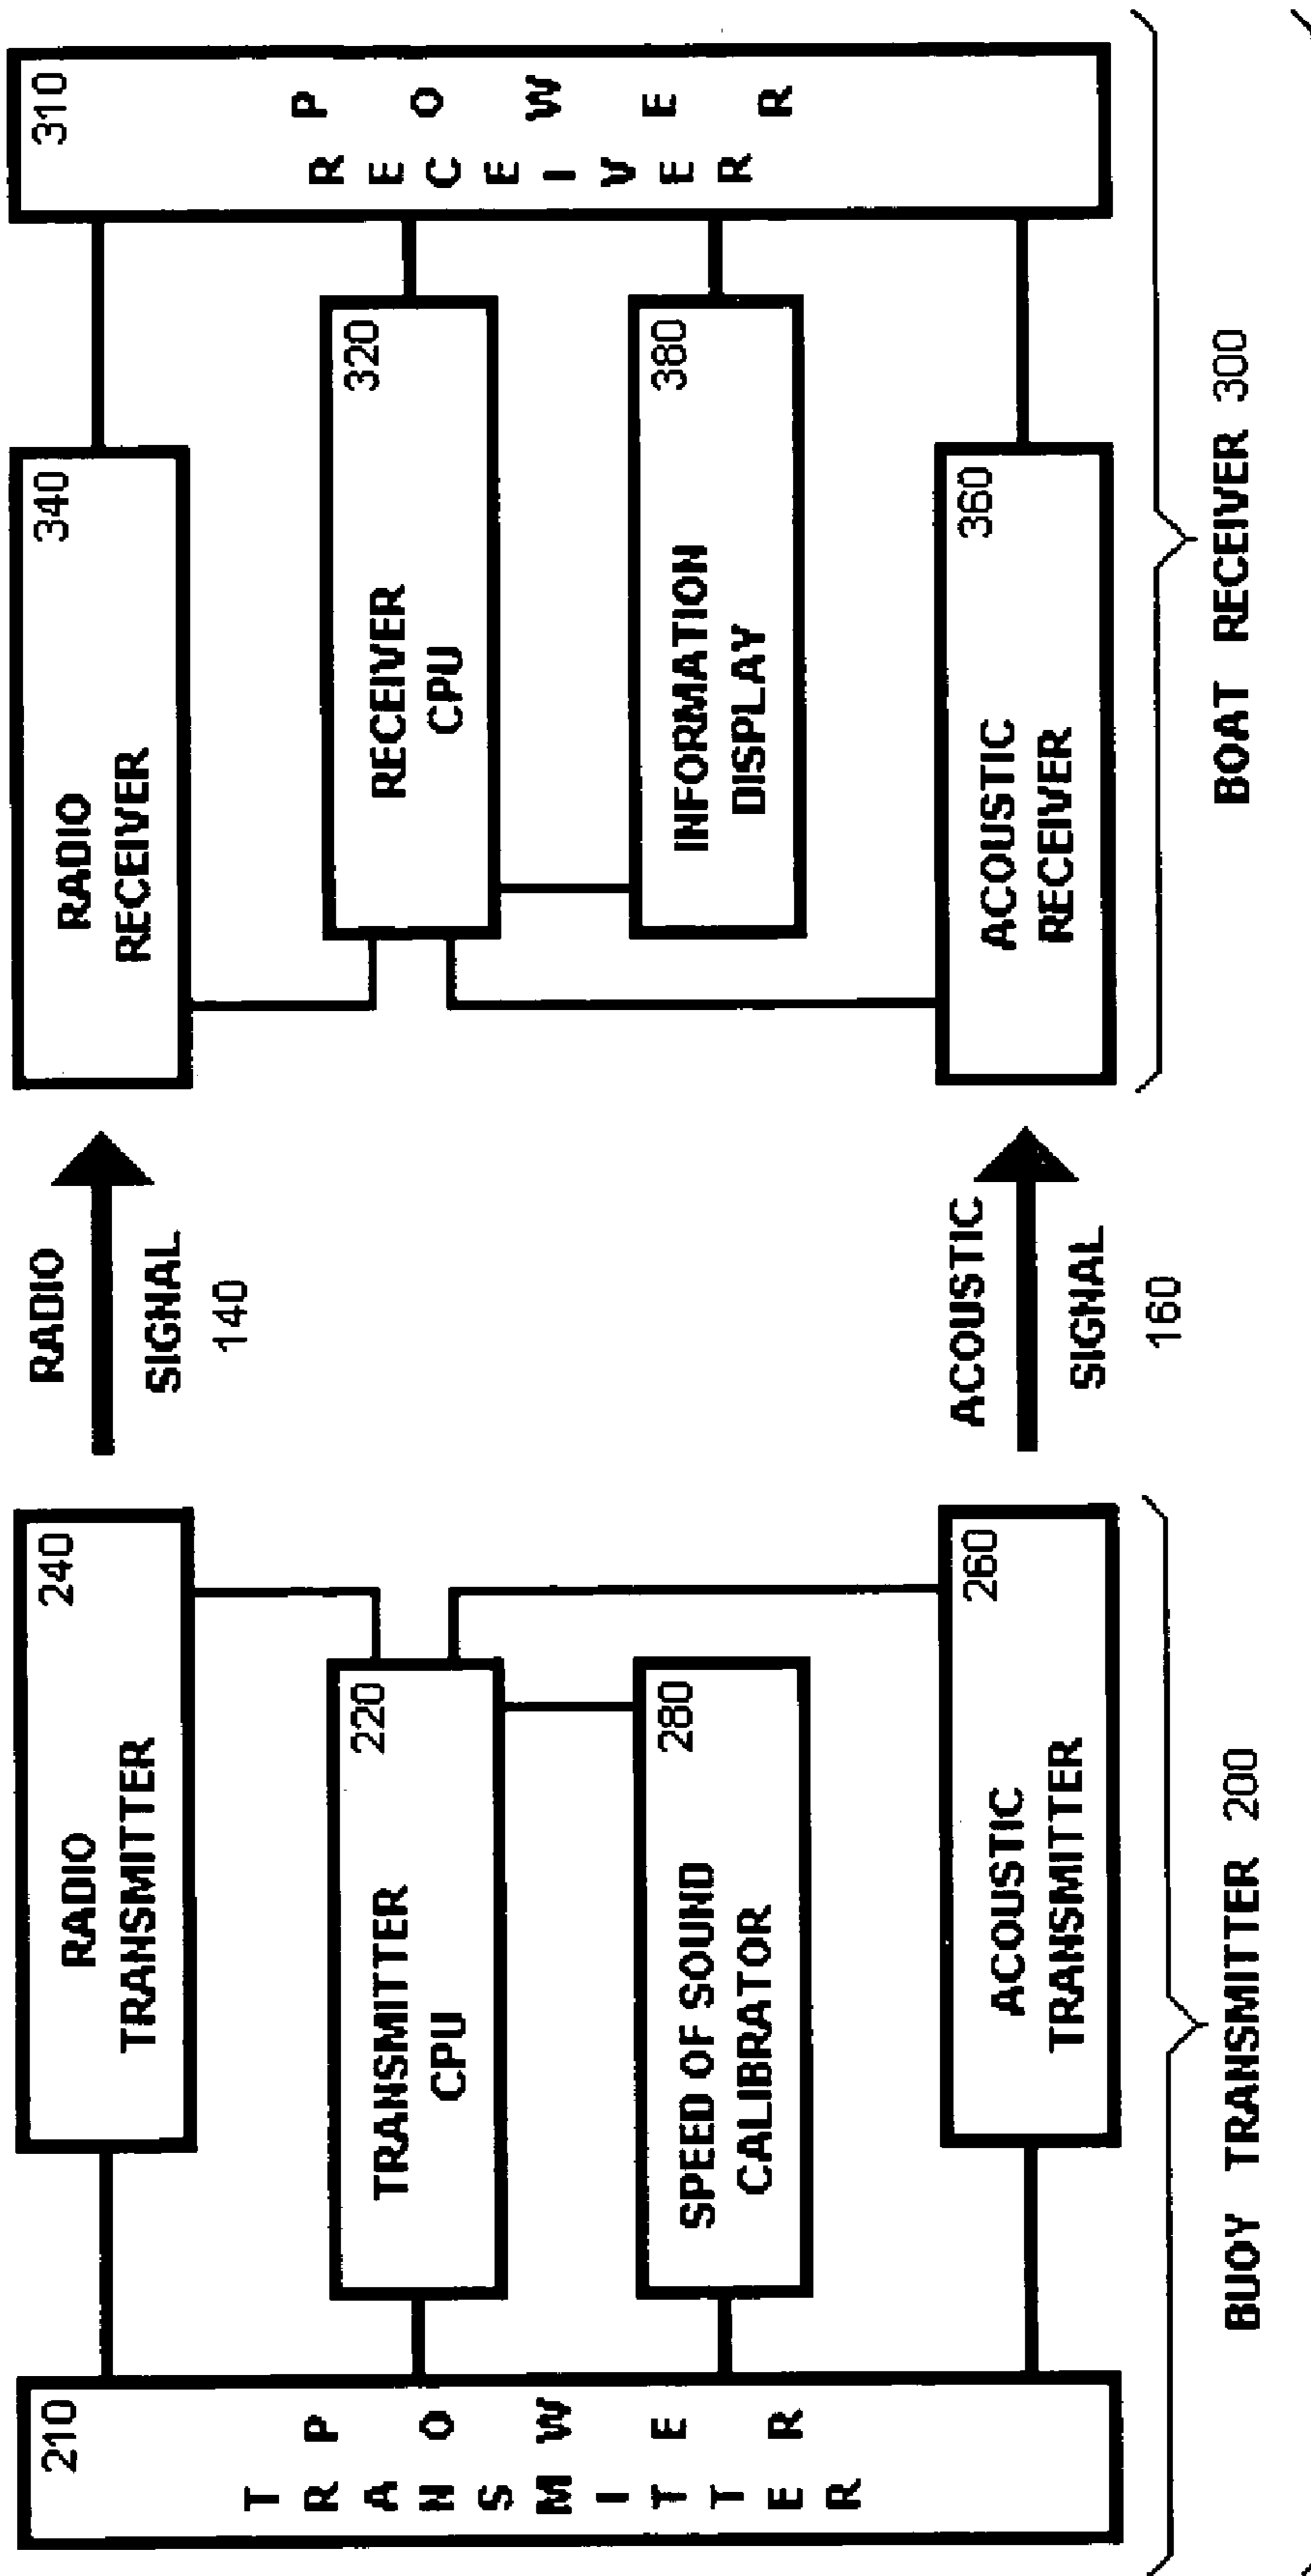 210
TRANSMITTER
POWER
RADIO
TRANSMITTER
240
TRANSMITTER
CPU
220
SPEED OF SOUND
CALIBRATOR
280
ACOUSTIC
TRANSMITTER
260
BUOY TRANSMITTER 200
RADIO
SIGNAL
140
ACOUSTIC
SIGNAL
160
RADIO
RECEIVER
340
RECEIVER
CPU
320
INFORMATION
DISPLAY
380
ACOUSTIC
RECEIVER
360
310
RECEIVER
POWER
BOAT RECEIVER 300